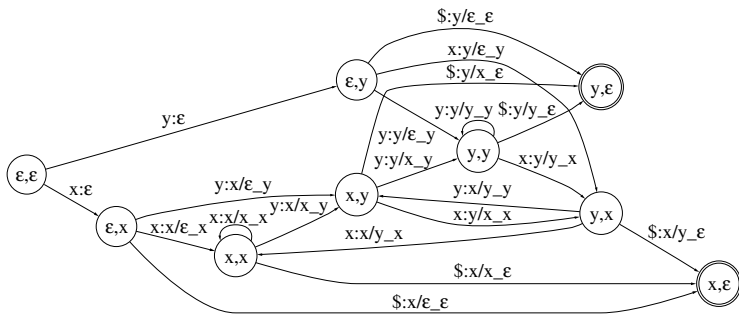 $:y/ε_ε
x:y/ε_y
$:y/x_ε
ε,y
y,ε
y:ε
y:y/y_y
$:y/y_ε
y:y/ε_y
y,y
y:y/x_y
x:y/y_x
ε,ε
x:ε
y:x/ε_y
x,y
y:x/y_y
y:x/x_y
x:y/x_x
y,x
x:x/x_x
ε,x
x:x/ε_x
x:x/y_x
$:x/y_ε
x,x
$:x/x_ε
x,ε
$:x/ε_ε